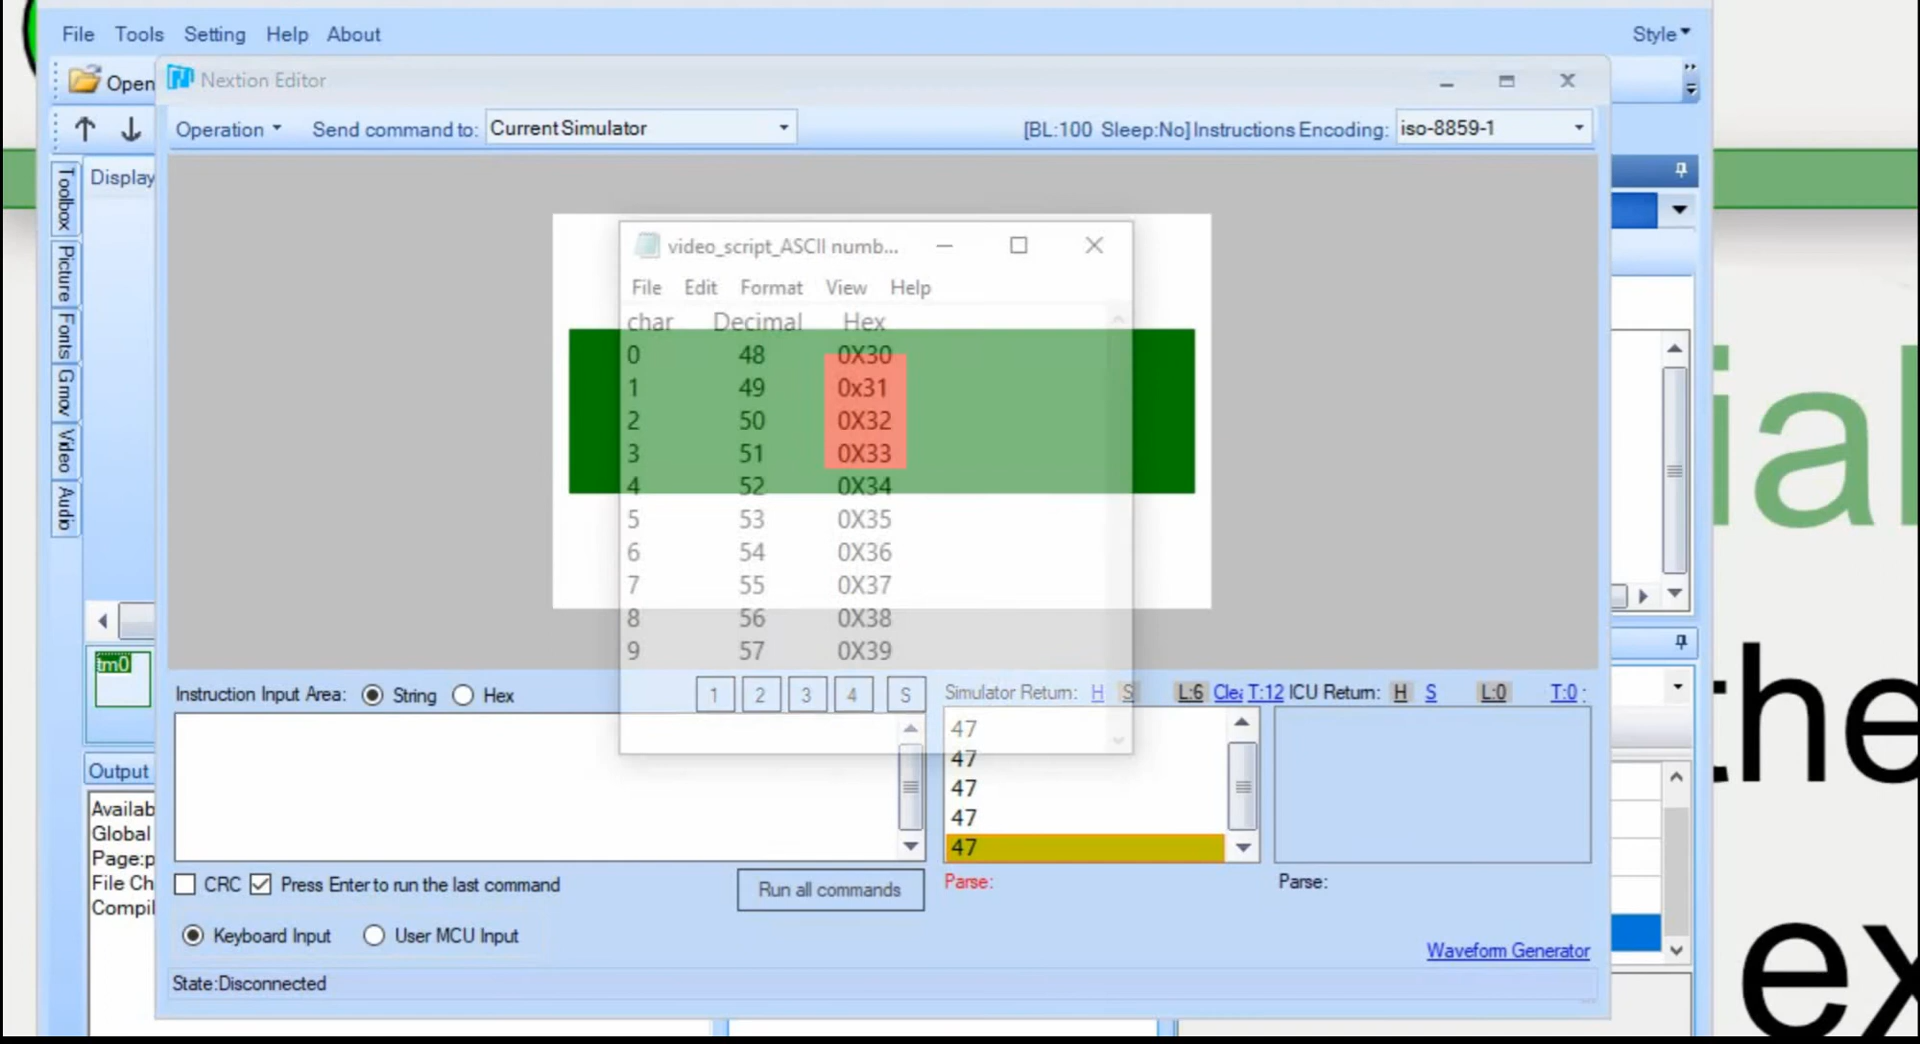 File Tools Setting Help About
Style
Open
Nextion Editor
Operation
Send command to: Current Simulator
[BL:100 Sleep:No] Instructions Encoding: iso-8859-1
Toolbox
Picture
Fonts
Gmov
Video
Audio
Display
video_script_ASCII numb...
File Edit Format View Help
char Decimal Hex
0 48 0X30
1 49 0x31
2 50 0X32
3 51 0X33
4 52 0X34
5 53 0X35
6 54 0X36
7 55 0X37
8 56 0X38
9 57 0X39
tm0
Instruction Input Area: String Hex
1 2 3 4 S
Simulator Return: H S L:6 Clea T:12 ICU Return: H S L:0 T:0 :
47
47
47
47
47
Output
Availab
Global
Page:p
File Ch
Compil
CRC Press Enter to run the last command
Run all commands
Parse:
Parse:
Keyboard Input User MCU Input
Waveform Generator
State:Disconnected
ial
the
ex